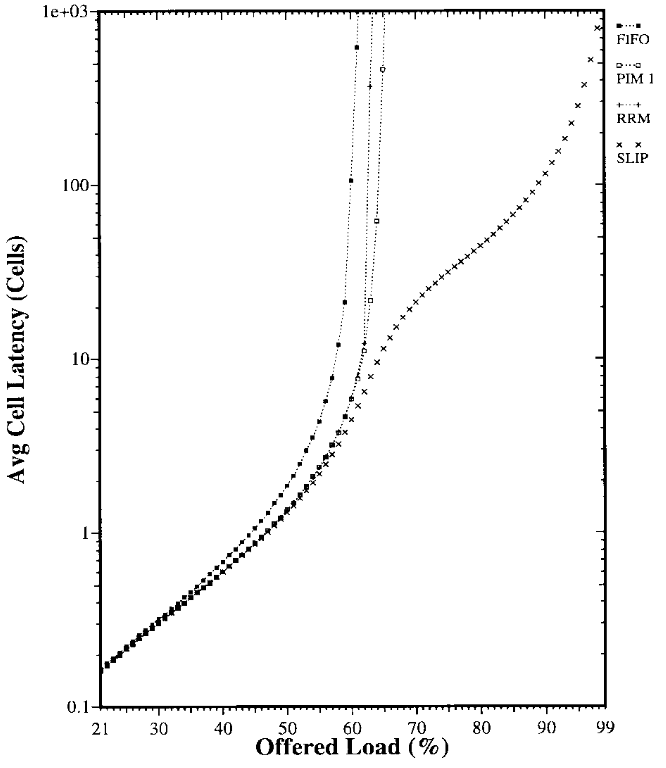 1e+03
100
10
1
0.1
Avg Cell Latency (Cells)
21 30 40 50 60 70 80 90 99
Offered Load (%)
FIFO
PIM 1
RRM
SLIP